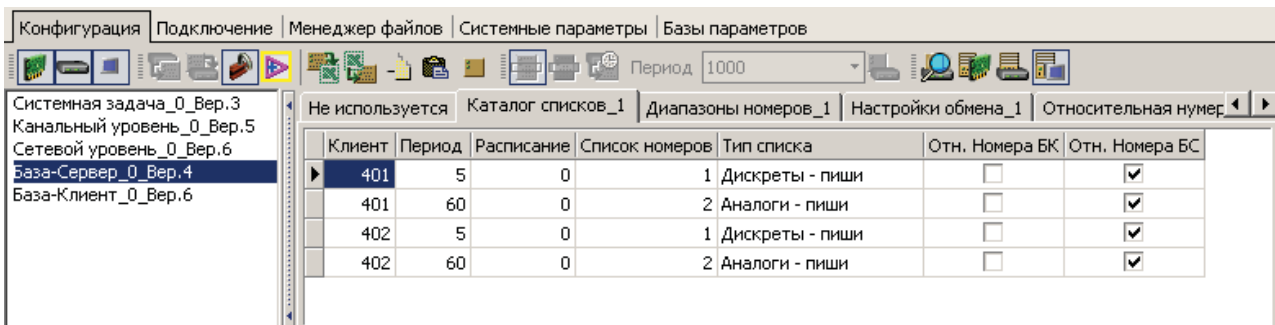 Конфигурация Подключение Менеджер файлов Системные параметры Базы параметров
Период 1000
Системная задача_0_Вер.3
Канальный уровень_0_Вер.5
Сетевой уровень_0_Вер.6
База-Сервер_0_Вер.4
База-Клиент_0_Вер.6
Не используется Каталог списков_1 Диапазоны номеров_1 Настройки обмена_1 Относительная нумер
Клиент Период Расписание Список номеров Тип списка Отн. Номера БК Отн. Номера БС
401 5 0 1 Дискреты - пиши
401 60 0 2 Аналоги - пиши
402 5 0 1 Дискреты - пиши
402 60 0 2 Аналоги - пиши